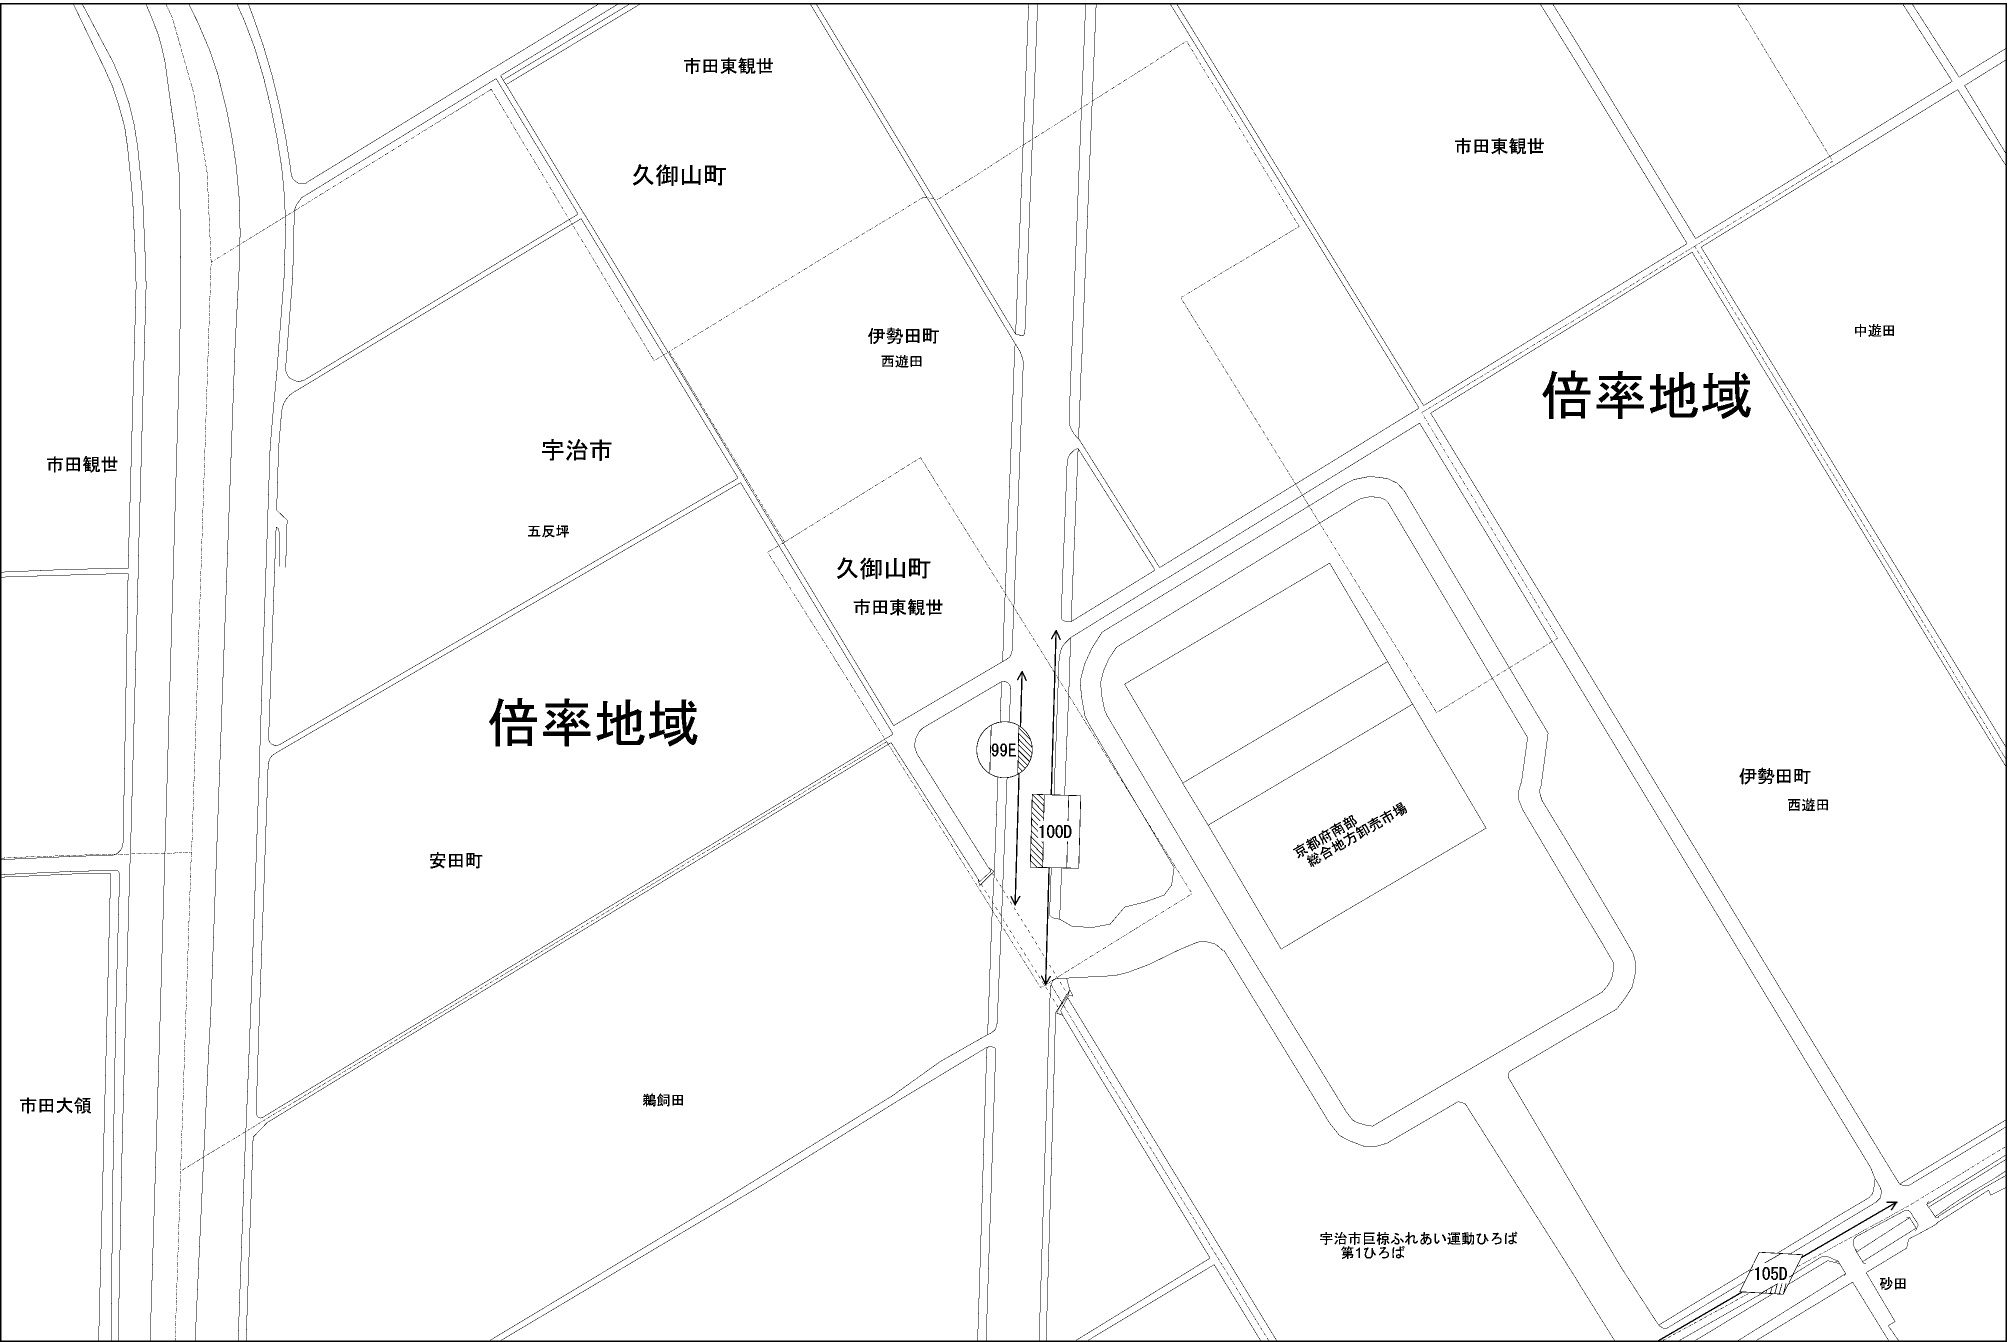 市田東観世
市田東観世
久御山町
中遊田
伊勢田町
西遊田
倍率地域
宇治市
市田観世
五反坪
久御山町
市田東観世
倍率地域
99E
伊勢田町
西遊田
100D
京都府南部
総合地方卸売市場
安田町
鵜飼田
市田大領
宇治市巨椋ふれあい運動ひろば
第1ひろば
105D
砂田